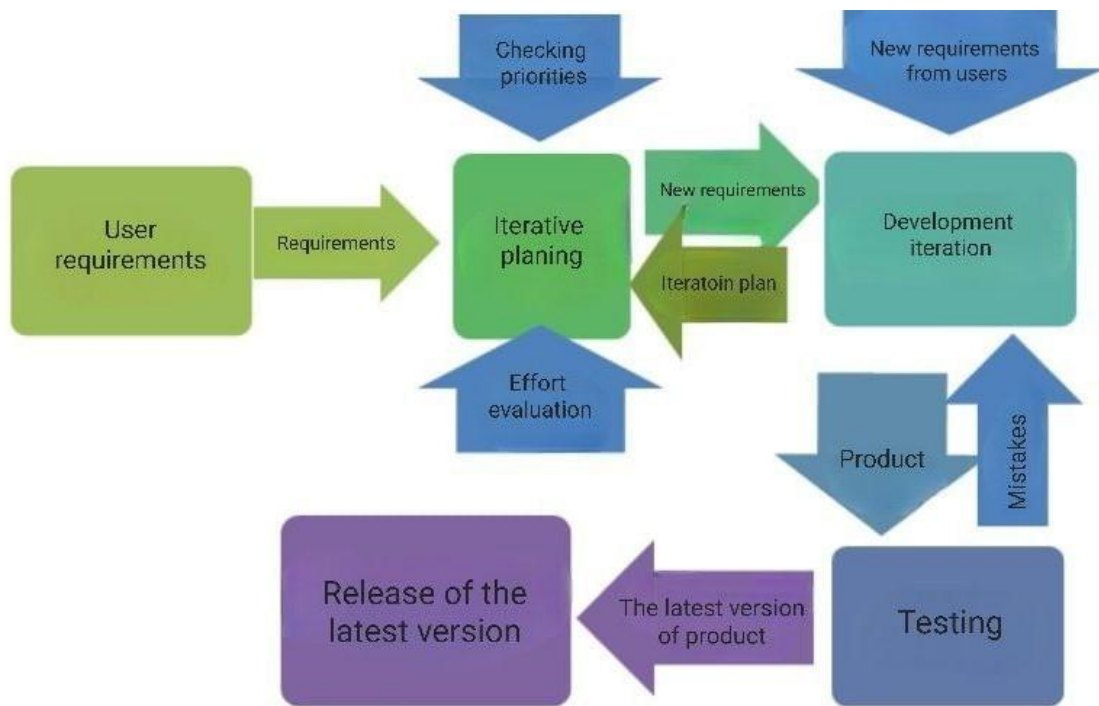 Checking
priorities
New requirements
from users
User
requirements
Requirements
Iterative
planing
New requirements
Iteratoin plan
Development
iteration
Effort
evaluation
Product
Mistakes
Release of the
latest version
The latest version
of product
Testing